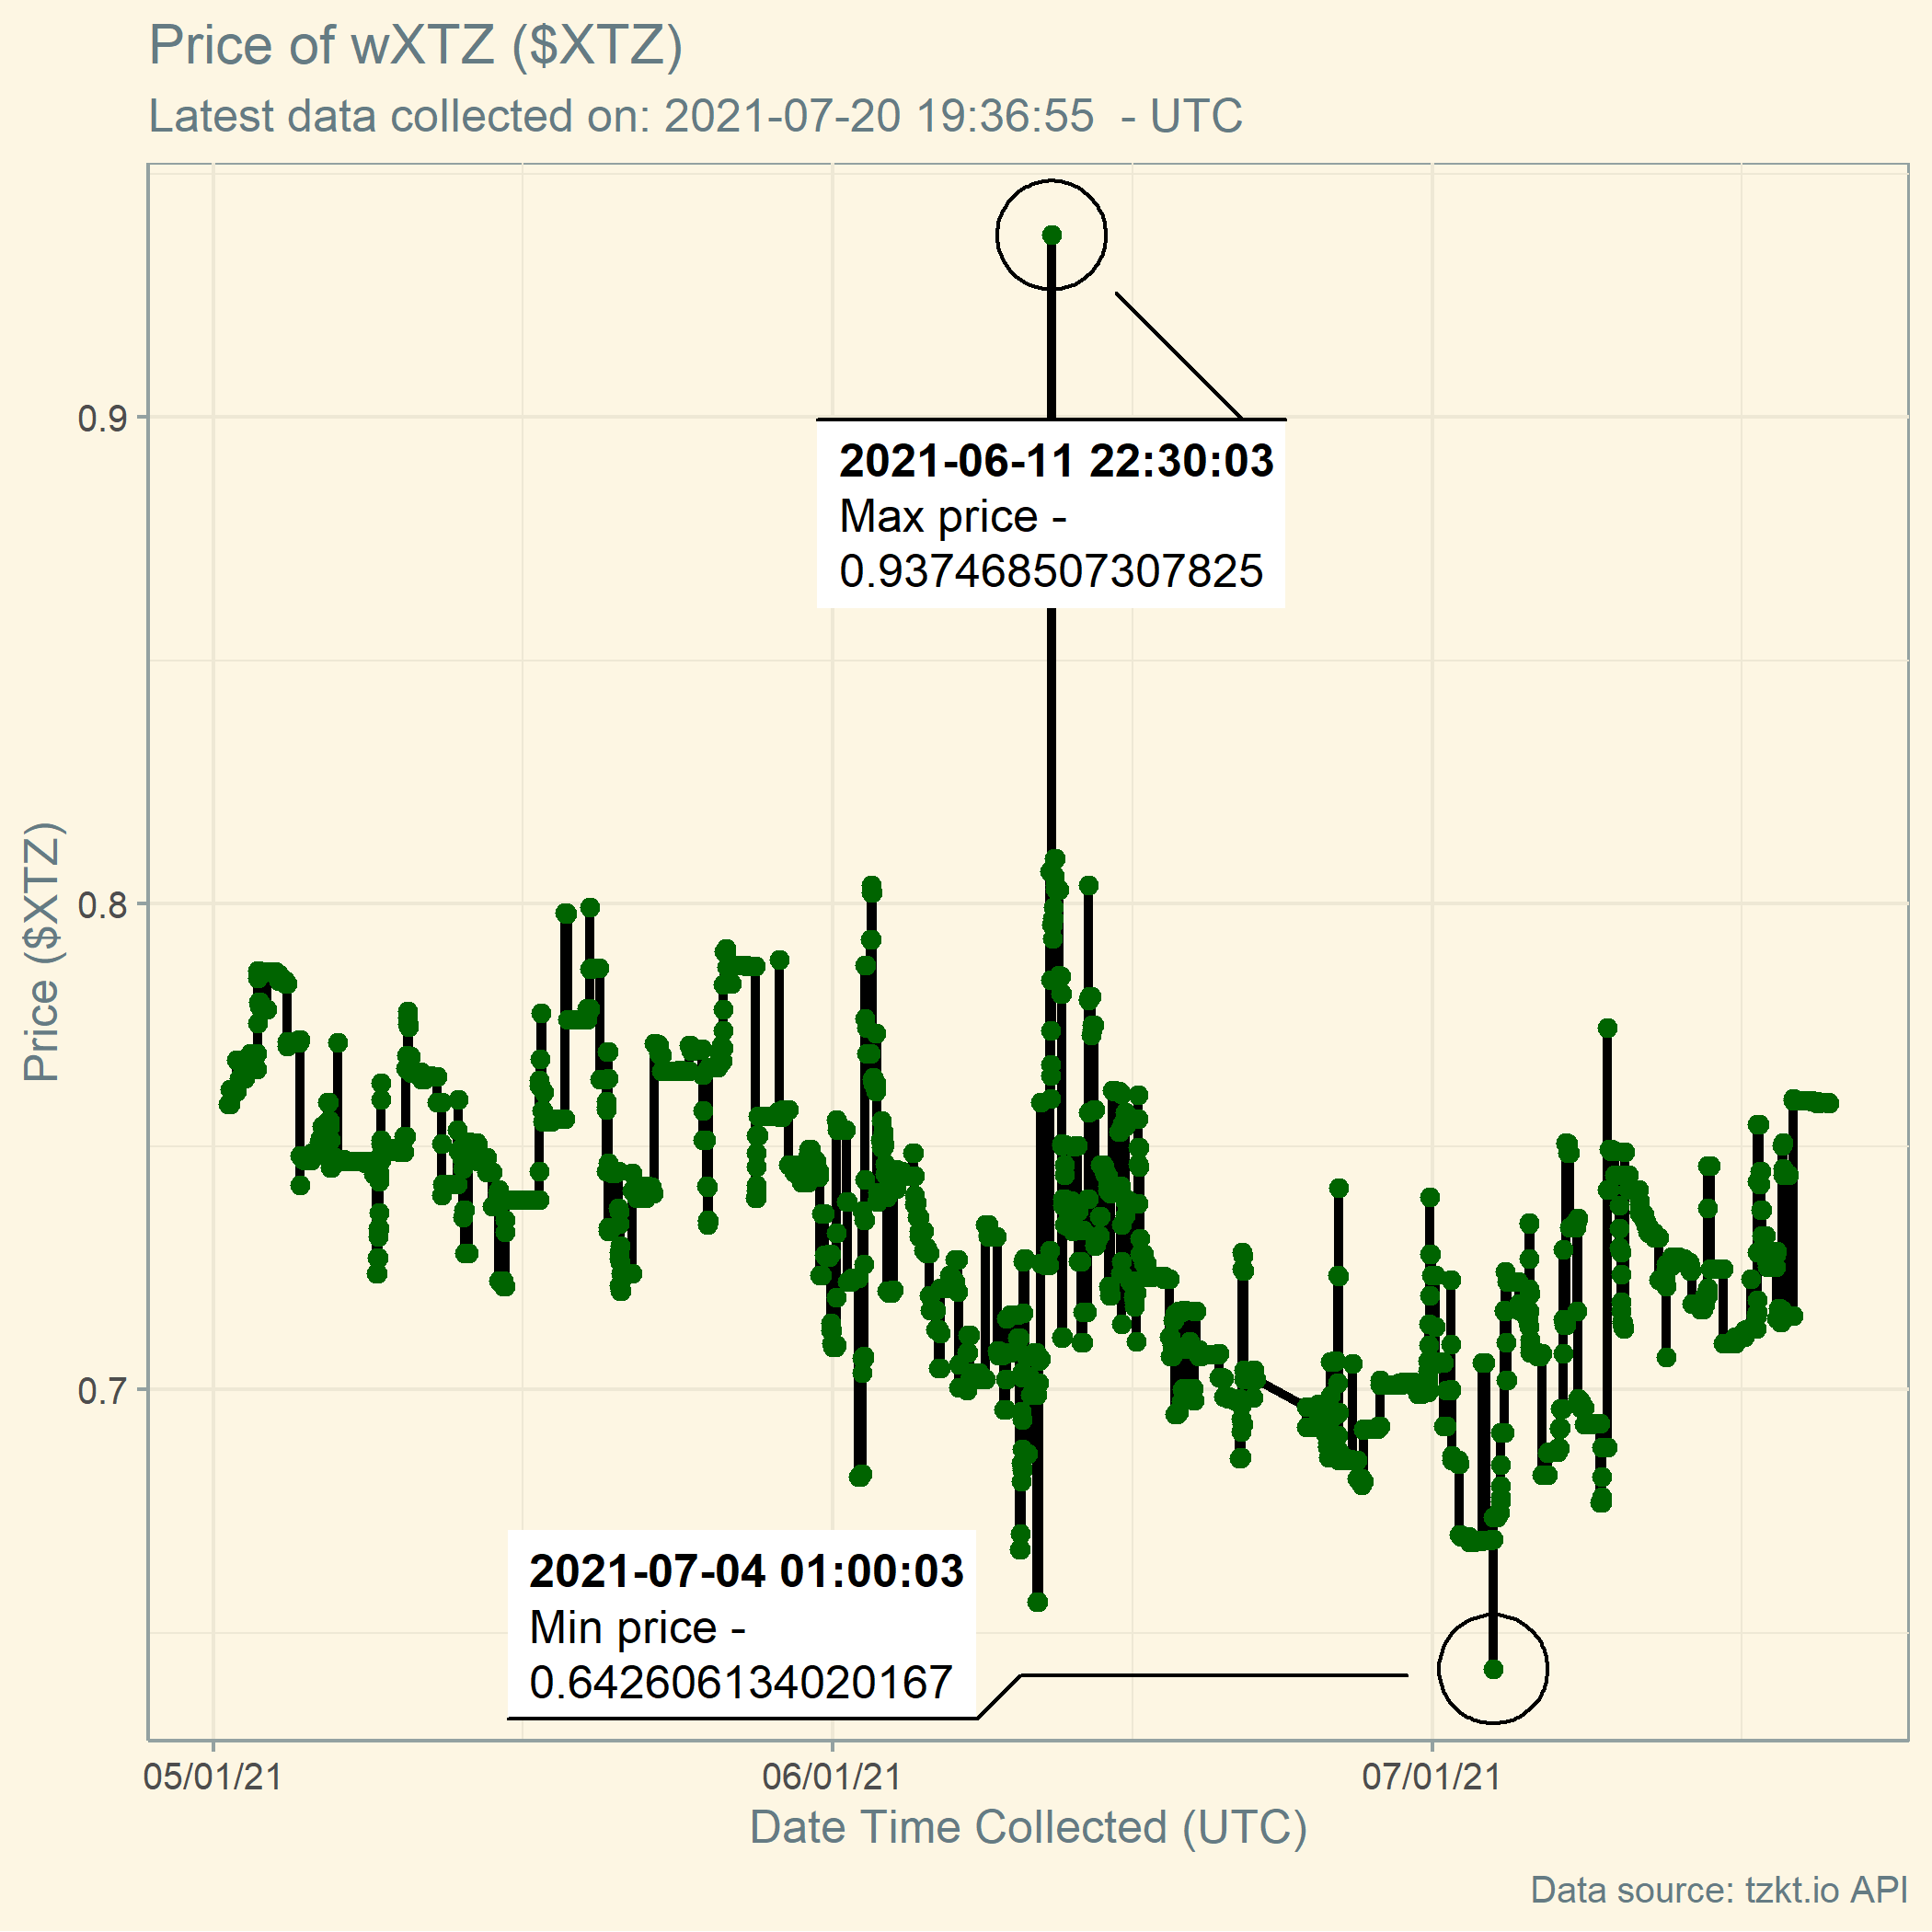 Price of wXTZ ($XTZ)
Latest data collected on: 2021-07-20 19:36:55  - UTC
Price ($XTZ)
0.9
0.8
0.7
2021-06-11 22:30:03
Max price -
0.937468507307825
2021-07-04 01:00:03
Min price -
0.642606134020167
05/01/21
06/01/21
07/01/21
Date Time Collected (UTC)
Data source: tzkt.io API